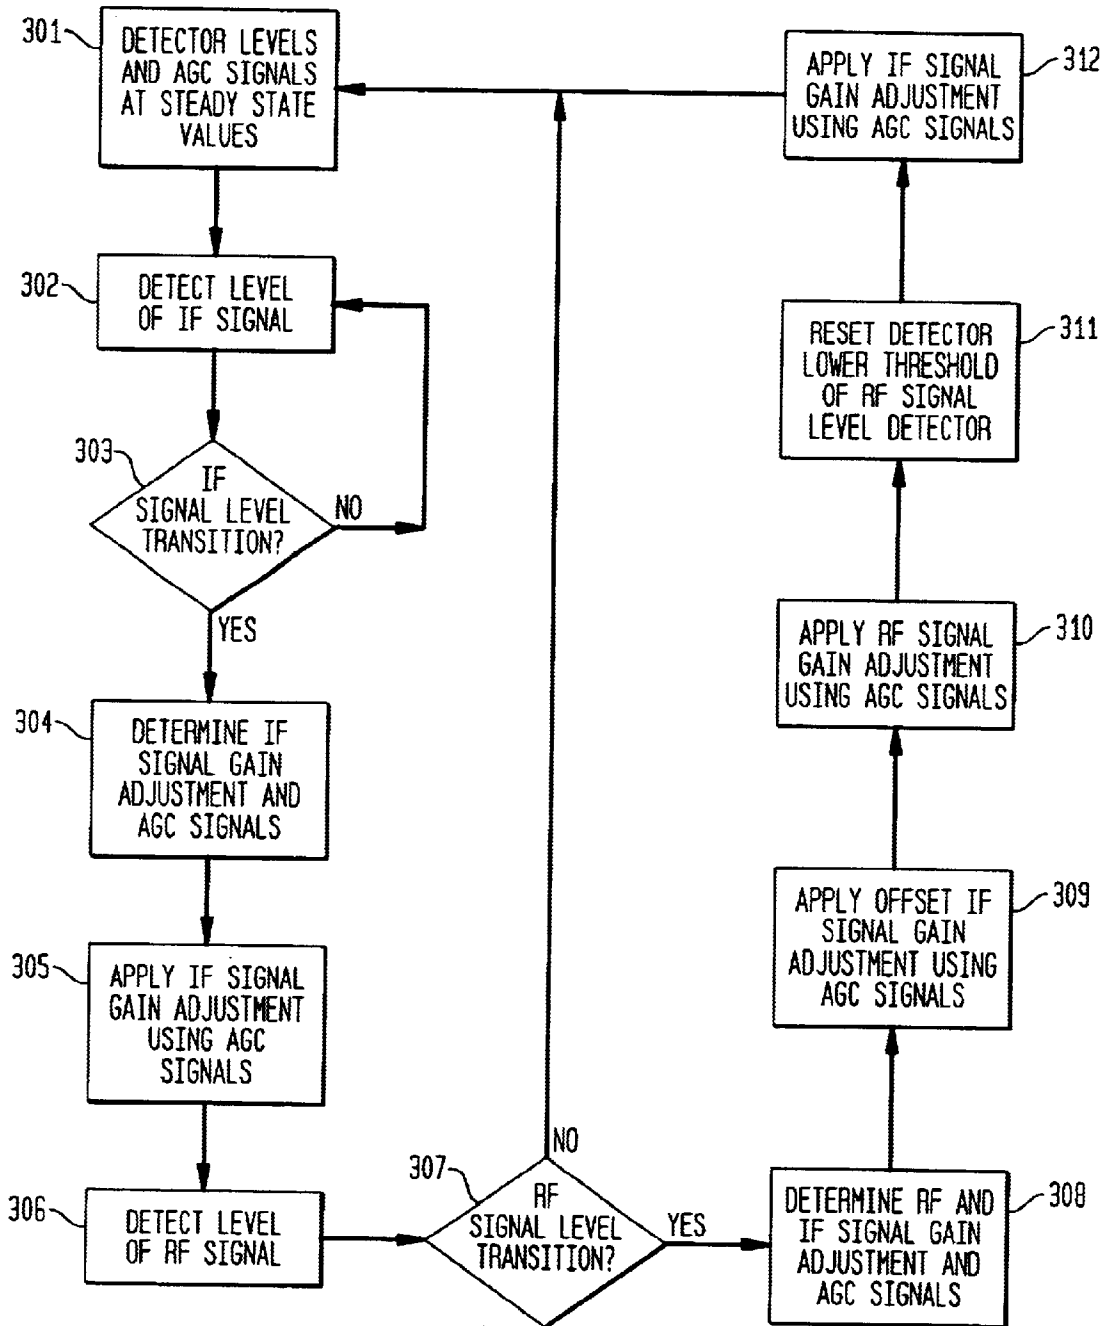 301
DETECTOR LEVELS
AND AGC SIGNALS
AT STEADY STATE
VALUES
302
DETECT LEVEL
OF IF SIGNAL
303
IF
SIGNAL LEVEL
TRANSITION?
NO
YES
304
DETERMINE IF
SIGNAL GAIN
ADJUSTMENT AND
AGC SIGNALS
305
APPLY IF SIGNAL
GAIN ADJUSTMENT
USING AGC
SIGNALS
306
DETECT LEVEL
OF RF SIGNAL
307
RF
SIGNAL LEVEL
TRANSITION?
NO
YES
308
DETERMINE RF AND
IF SIGNAL GAIN
ADJUSTMENT AND
AGC SIGNALS
309
APPLY OFFSET IF
SIGNAL GAIN
ADJUSTMENT USING
AGC SIGNALS
310
APPLY RF SIGNAL
GAIN ADJUSTMENT
USING AGC SIGNALS
311
RESET DETECTOR
LOWER THRESHOLD
OF RF SIGNAL
LEVEL DETECTOR
312
APPLY IF SIGNAL
GAIN ADJUSTMENT
USING AGC SIGNALS